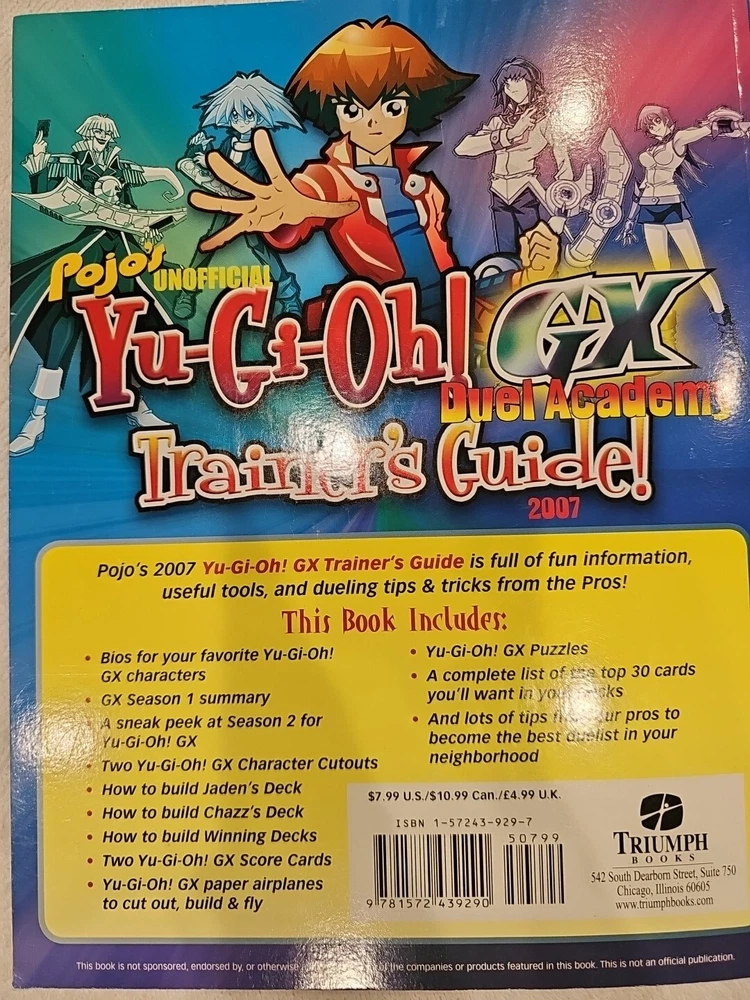 Pojo's UNOFFICIAL
Yu-Gi-Oh! GX
Duel Academy
Trainer's Guide!
2007
Pojo's 2007 Yu-Gi-Oh! GX Trainer's Guide is full of fun information,
useful tools, and dueling tips & tricks from the Pros!
This Book Includes:
• Bios for your favorite Yu-Gi-Oh!
GX characters
• GX Season 1 summary
• A sneak peek at Season 2 for
Yu-Gi-Oh! GX
• Two Yu-Gi-Oh! GX Character Cutouts
• How to build Jaden's Deck
• How to build Chazz's Deck
• How to build Winning Decks
• Two Yu-Gi-Oh! GX Score Cards
• Yu-Gi-Oh! GX paper airplanes
to cut out, build & fly
• Yu-Gi-Oh! GX Puzzles
• A complete list of the top 30 cards
you'll want in your
• And lots of tips our pros to
become the best duelist in your
neighborhood
$7.99 U.S./$10.99 Can./£4.99 U.K.
ISBN 1-57243-929-7
50799
9 781572 439290
TRIUMPH
BOOKS
542 South Dearborn Street, Suite 750
Chicago, Illinois 60605
www.triumphbooks.com
This book is not sponsored, endorsed by, or otherwise of the companies or products featured in this book. This is not an official publication.